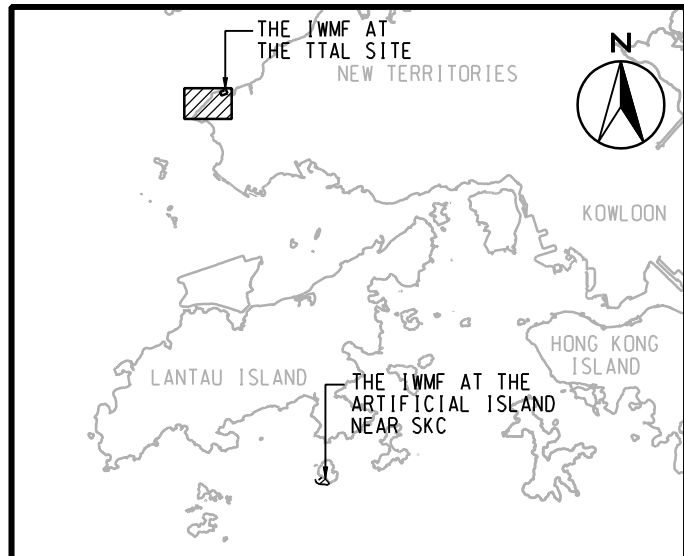 THE IWMF AT
THE TTAL SITE
NEW TERRITORIES
N
KOWLOON
HONG KONG
ISLAND
LANTAU ISLAND
THE IWMF AT THE
ARTIFICIAL ISLAND
NEAR SKC